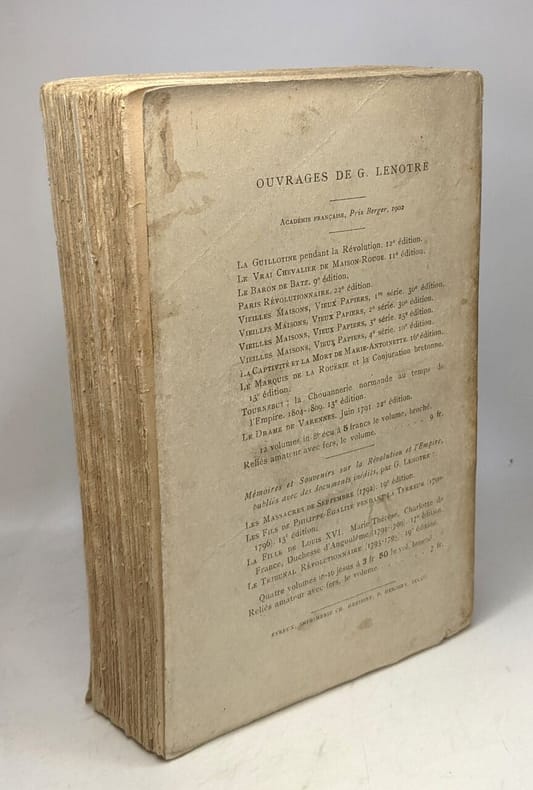 OUVRAGES DE G. LENOTRE
ACADÉMIE FRANÇAISE, Prix Berger, 1902
LA GUILLOTINE pendant la Révolution. 12e édition.
LE VRAI CHEVALIER DE MAISON-ROUGE. 11e édition.
LE BARON DE BATZ. 9e édition.
PARIS RÉVOLUTIONNAIRE. 22e édition.
VIEILLES MAISONS, VIEUX PAPIERS, 1re série. 30e édition.
VIEILLES MAISONS, VIEUX PAPIERS, 2e série. 30e édition.
VIEILLES MAISONS, VIEUX PAPIERS, 3e série. 25e édition.
VIEILLES MAISONS, VIEUX PAPIERS, 4e série. 10e édition.
LA CAPTIVITÉ ET LA MORT DE MARIE-ANTOINETTE. 16e édition.
LE MARQUIS DE LA ROUËRIE et la Conjuration bretonne.
13e édition.
TOURNEBUT : la Chouannerie normande au temps de
l'Empire. 1804-1809. 13e édition.
LE DRAME DE VARENNES. Juin 1791. 22e édition.
12 volumes in-8° écu à 5 francs le volume, broché.
Reliés amateur avec fers, le volume. . . . . 9 fr.
Mémoires et Souvenirs sur la Révolution et l'Empire,
publiés avec des documents inédits, par G. LENOTRE :
LES MASSACRES DE SEPTEMBRE (1792). 19e édition.
LES FILS DE PHILIPPE-ÉGALITÉ PENDANT LA TERREUR (1790-
1796). 13e édition.
LA FILLE DE LOUIS XVI. Marie-Thérèse, Charlotte de
France, Duchesse d'Angoulême (1794-1799). 17e édition.
LE TRIBUNAL RÉVOLUTIONNAIRE (1793-1795). 19e édition.
Quatre volumes in-16 jésus à 3 fr. 50 le vol. broché.
Reliés amateur avec fers, le volume. . . . . fr.
ÉVREUX, IMPRIMERIE CH. HÉRISSEY, P. HÉRISSEY, SUCCr